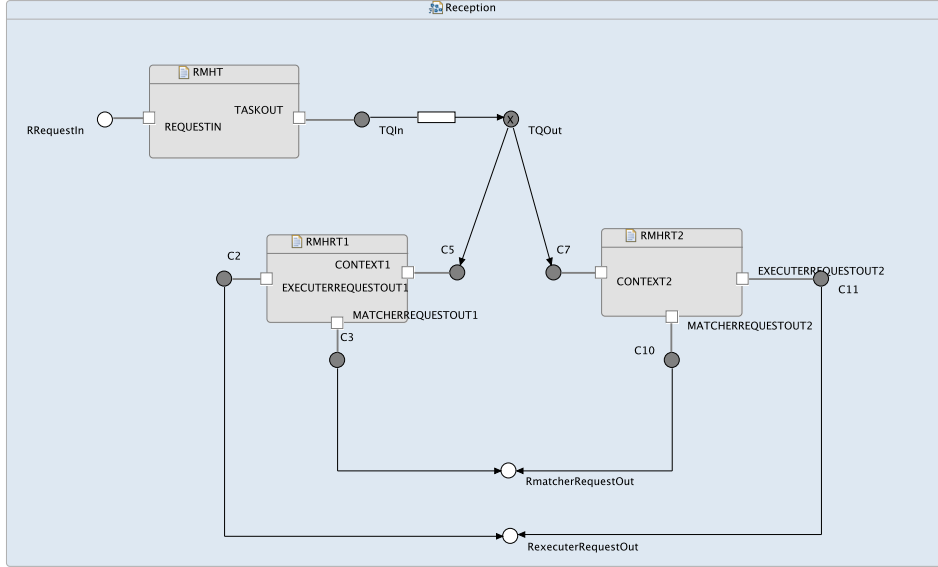 Reception
RMHT
TASKOUT
RRequestIn
REQUESTIN
TQIn
X
TQOut
RMHRT1
RMHRT2
C2
CONTEXT1
C5
C7
EXECUTERREQUESTOUT2
EXECUTERREQUESTOUT1
CONTEXT2
C11
MATCHERREQUESTOUT1
MATCHERREQUESTOUT2
C3
C10
RmatcherRequestOut
RexecuterRequestOut